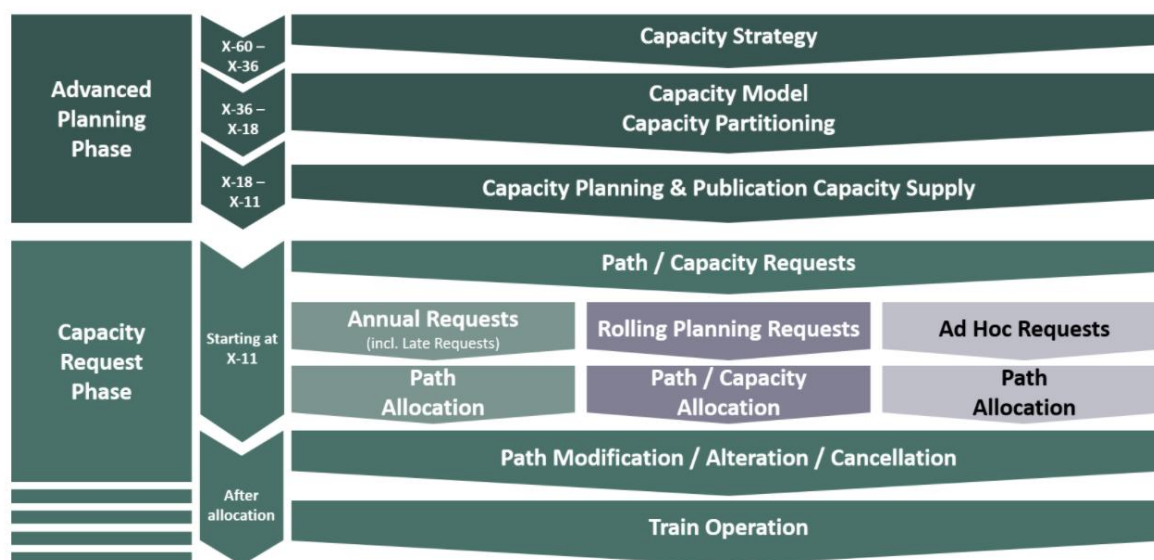 Advanced
Planning
Phase
X-60 –
X-36
Capacity Strategy
X-36 –
X-18
Capacity Model
Capacity Partitioning
X-18 –
X-11
Capacity Planning & Publication Capacity Supply
Capacity
Request
Phase
Starting at
X-11
Path / Capacity Requests
Annual Requests
(incl. Late Requests)
Rolling Planning Requests
Ad Hoc Requests
Path
Allocation
Path / Capacity
Allocation
Path
Allocation
After
allocation
Path Modification / Alteration / Cancellation
Train Operation